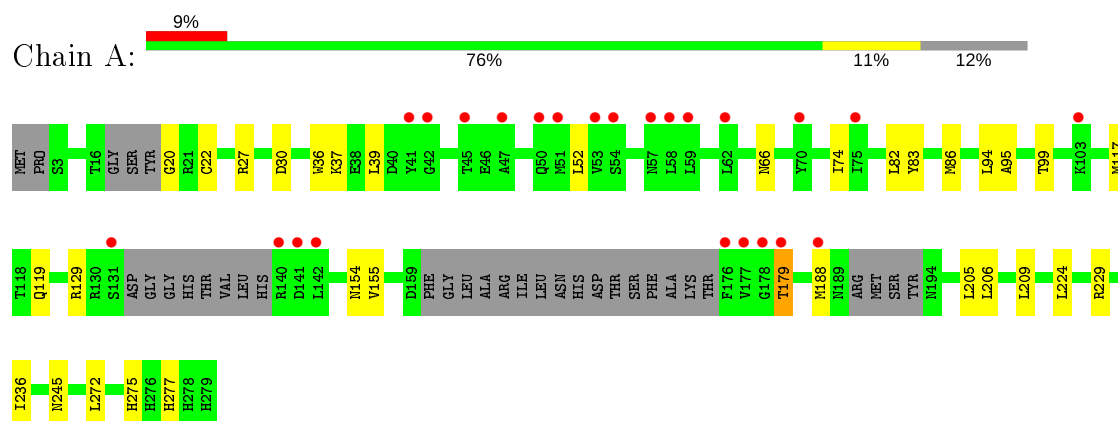 9%
Chain A:
76% 11% 12%
MET PRO S3 T16 GLY SER TYR G20 R21 C22 R27 D30 W36 K37 E38 L39 D40 Y41 G42 T45 E46 A47 Q50 M51 L52 V53 S54 N57 L58 L59 L62 N66 Y70 I74 I75 L82 Y83 M86 L94 A95 T99 K103 M117
T118 Q119 R129 R130 S131 ASP GLY GLY HIS THR VAL LEU HIS R140 D141 L142 N154 V155 D159 PHE GLY LEU ALA ARG ILE LEU ASN HIS ASP THR SER PHE ALA LYS THR F176 V177 G178 T179 M188 N189 ARG MET SER TYR N194 L205 L206 L209 L224 R229
I236 N245 L272 H275 H276 H277 H278 H279